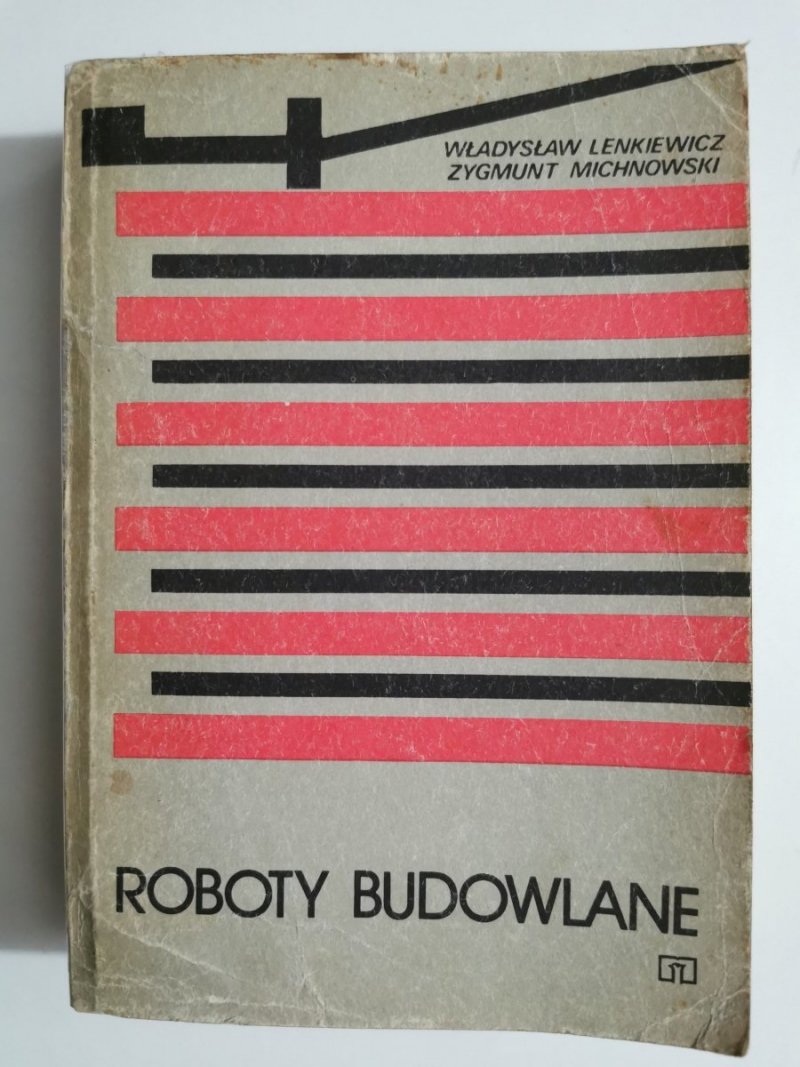 WŁADYSŁAW LENKIEWICZ
ZYGMUNT MICHNOWSKI
ROBOTY BUDOWLANE